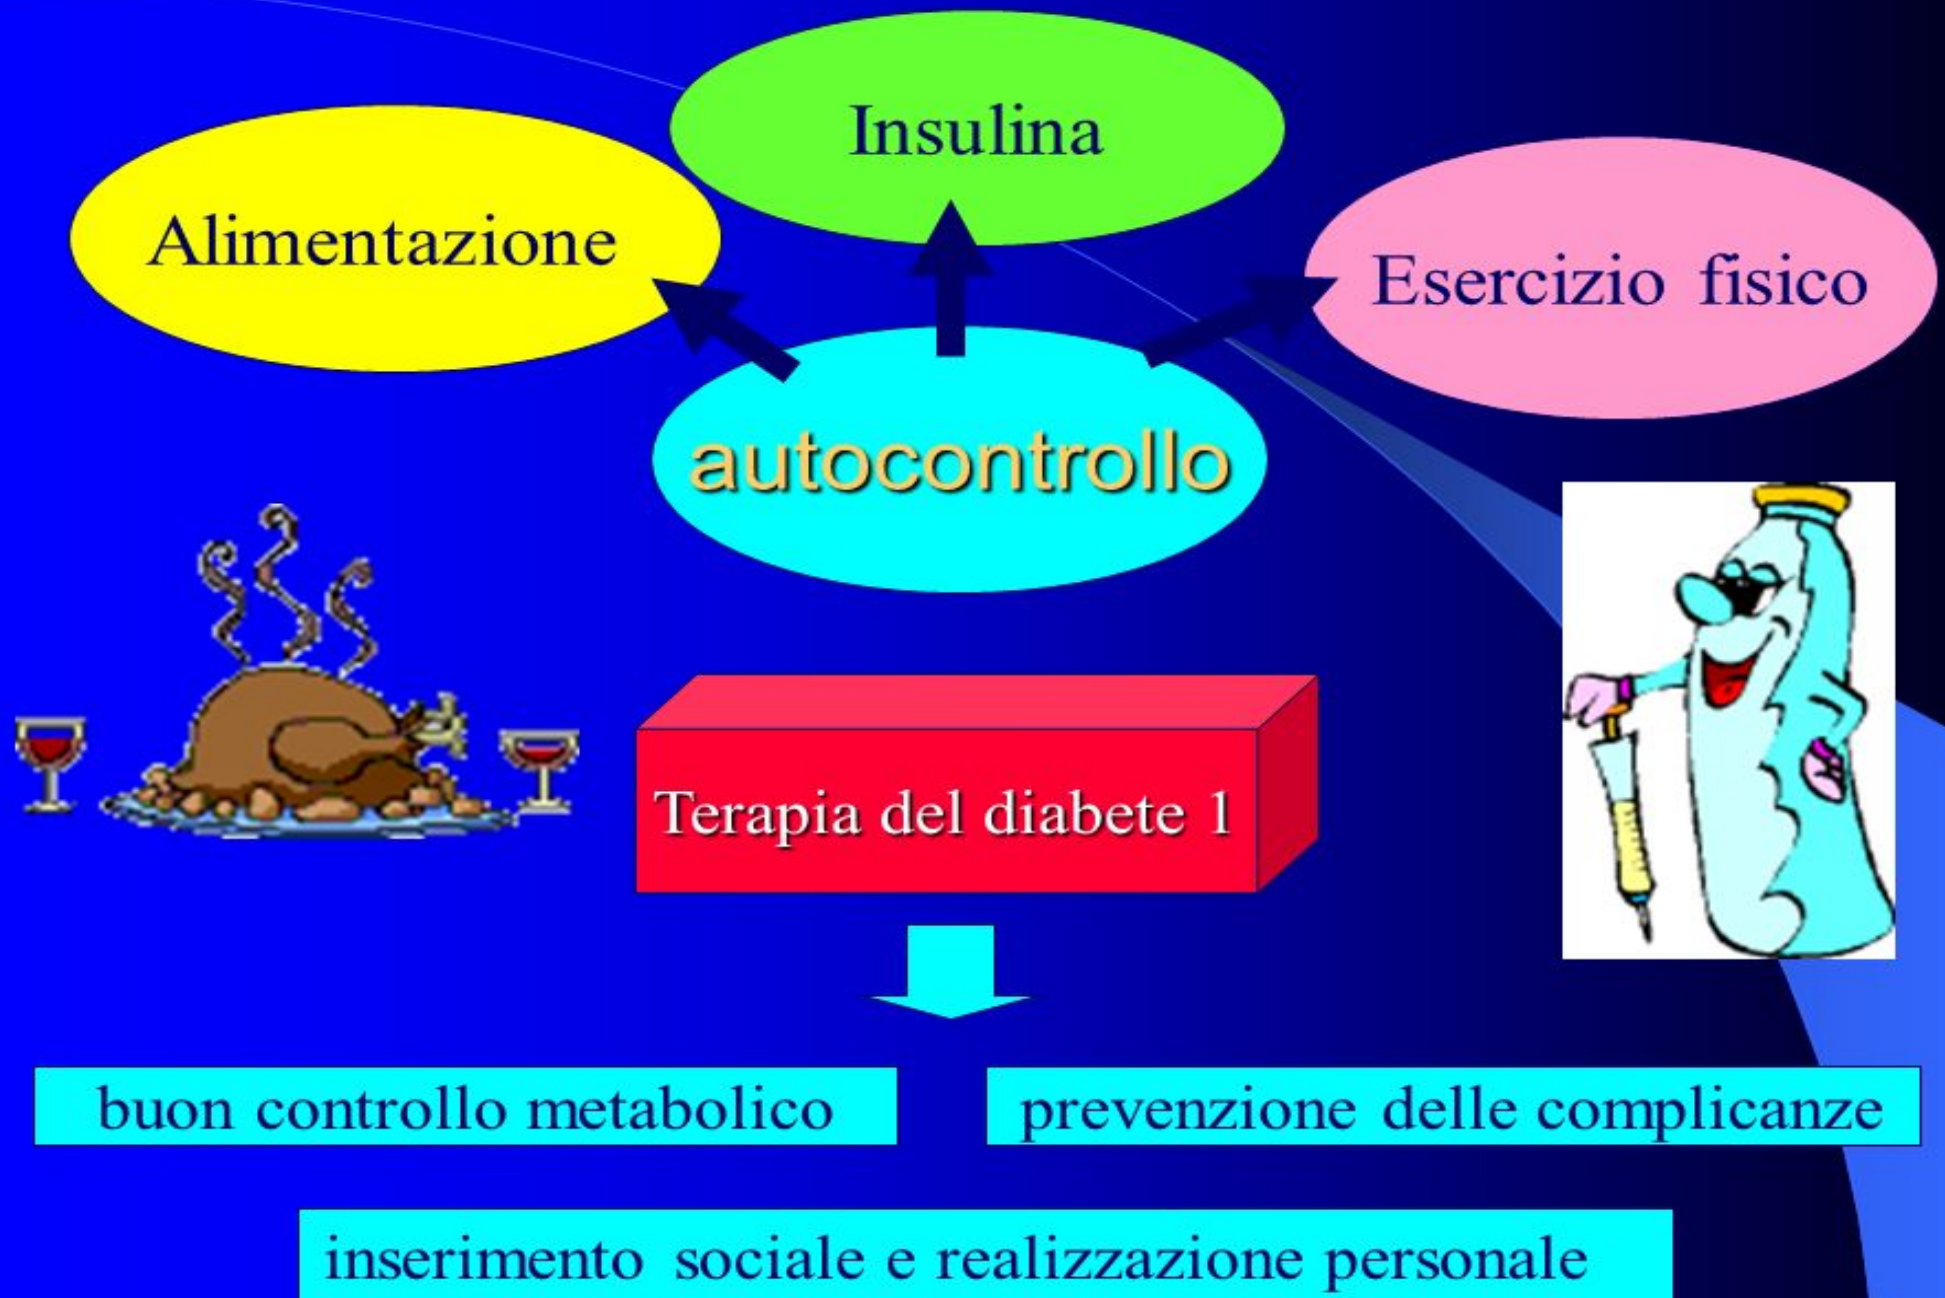 Insulina
Alimentazione
Esercizio fisico
autocontrollo
Terapia del diabete 1
buon controllo metabolico
prevenzione delle complicanze
inserimento sociale e realizzazione personale